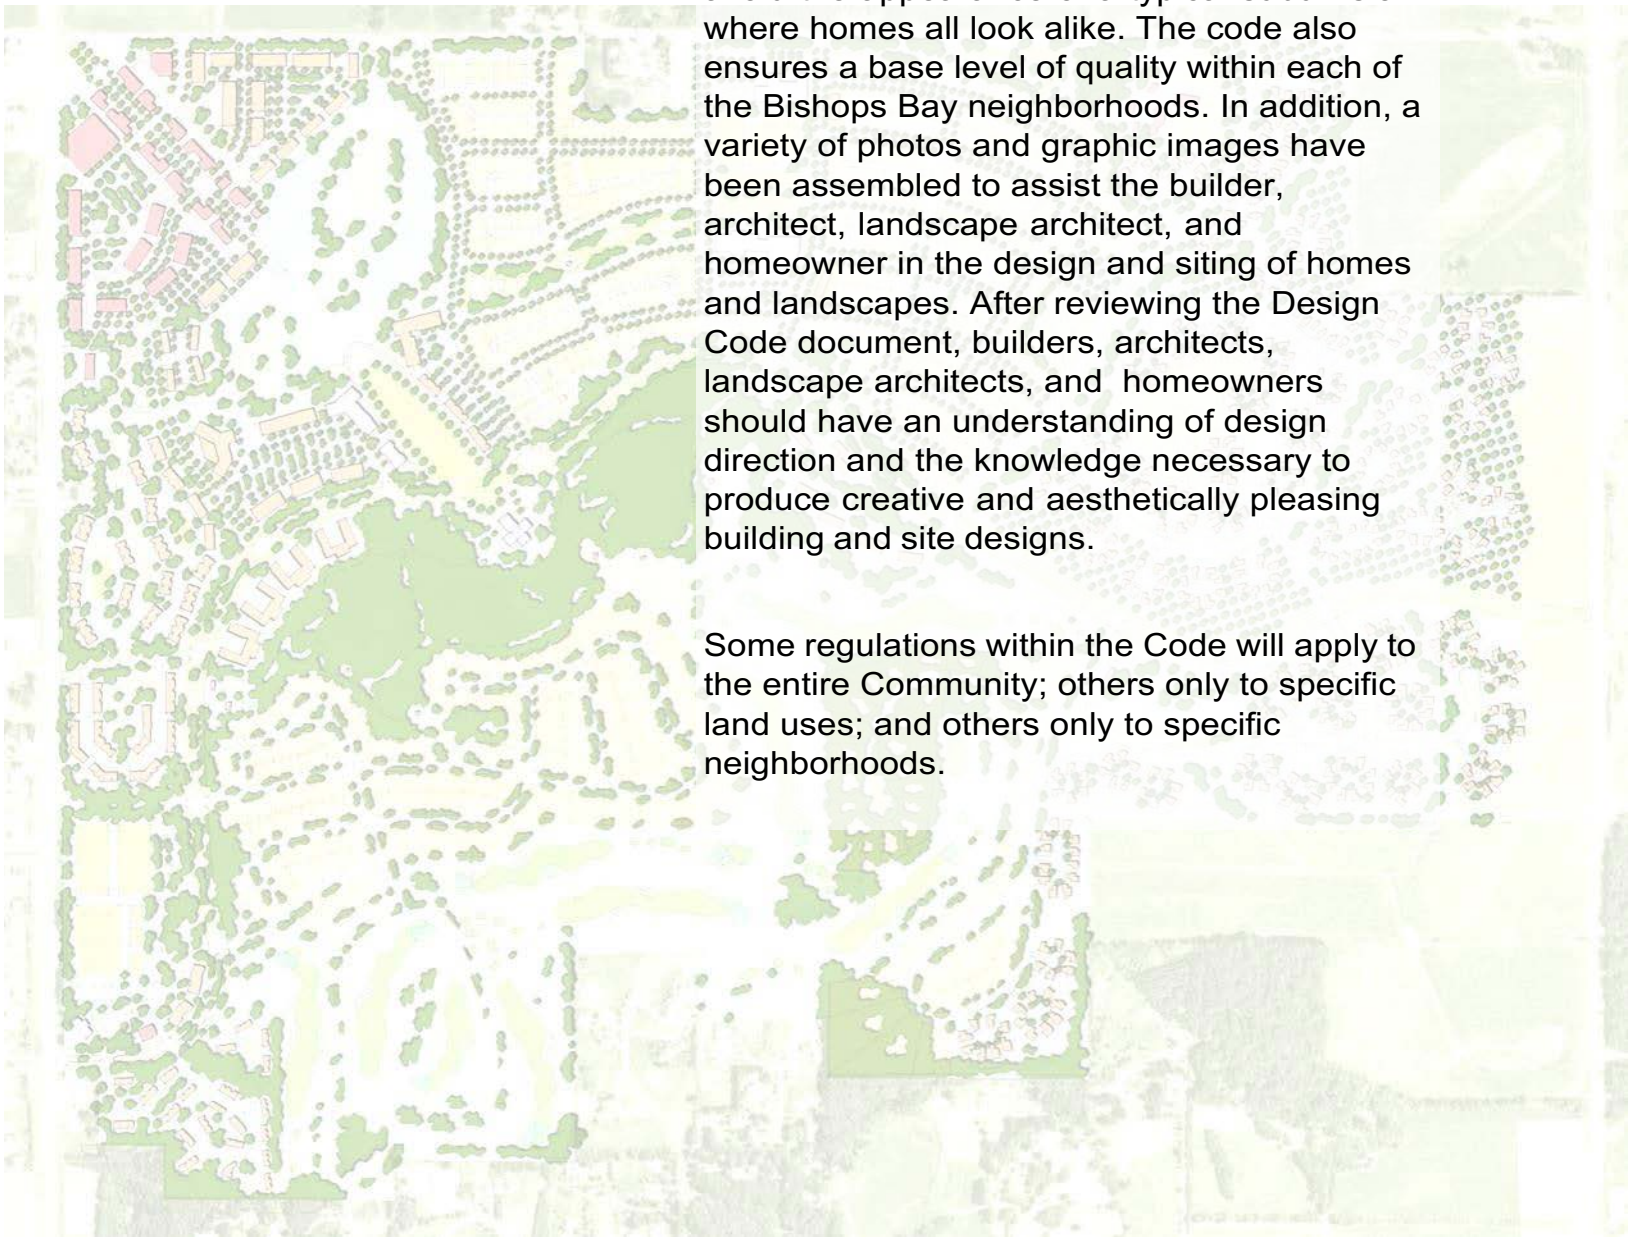 where homes all look alike. The code also
ensures a base level of quality within each of
the Bishops Bay neighborhoods. In addition, a
variety of photos and graphic images have
been assembled to assist the builder,
architect, landscape architect, and
homeowner in the design and siting of homes
and landscapes. After reviewing the Design
Code document, builders, architects,
landscape architects, and homeowners
should have an understanding of design
direction and the knowledge necessary to
produce creative and aesthetically pleasing
building and site designs.
Some regulations within the Code will apply to
the entire Community; others only to specific
land uses; and others only to specific
neighborhoods.